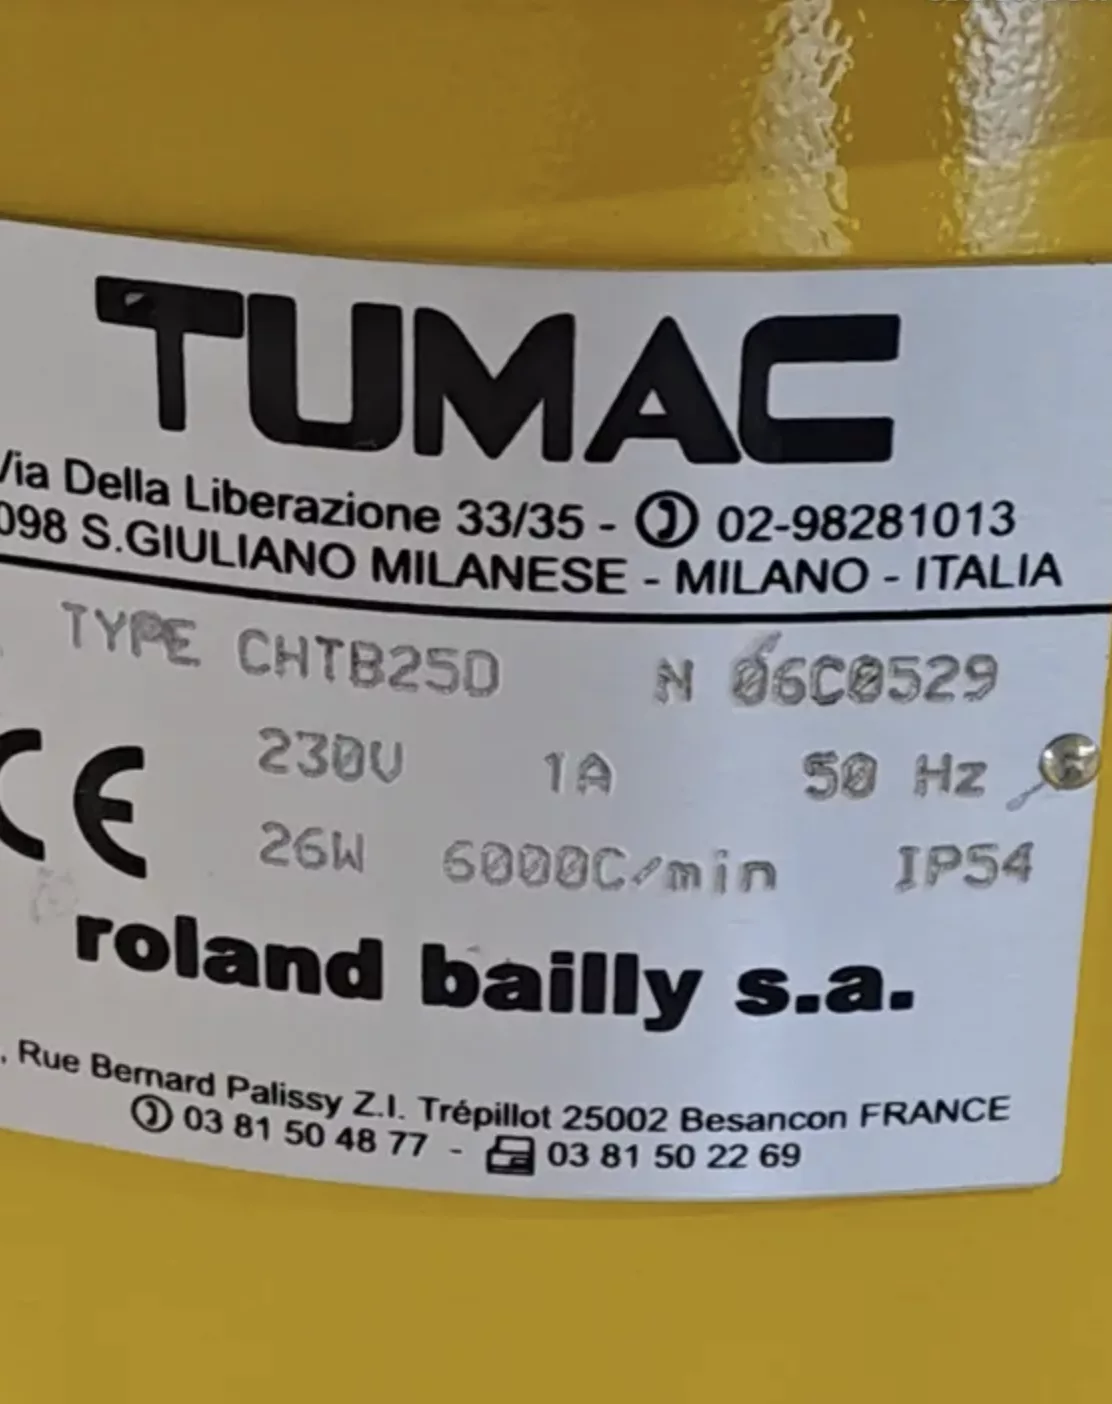 TUMAC
Via Della Liberazione 33/35 - 02-98281013
098 S.GIULIANO MILANESE - MILANO - ITALIA
TYPE CHTB25D N 06C0529
CE 230V 1A 50 Hz
26W 6000C/min IP54
roland bailly s.a.
, Rue Bernard Palissy Z.I. Trépillot 25002 Besancon FRANCE
03 81 50 48 77 - 03 81 50 22 69